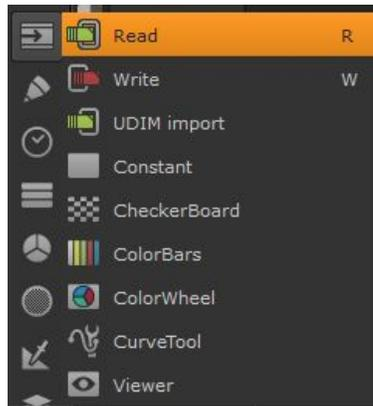 Read R
Write W
UDIM import
Constant
CheckerBoard
ColorBars
ColorWheel
CurveTool
Viewer